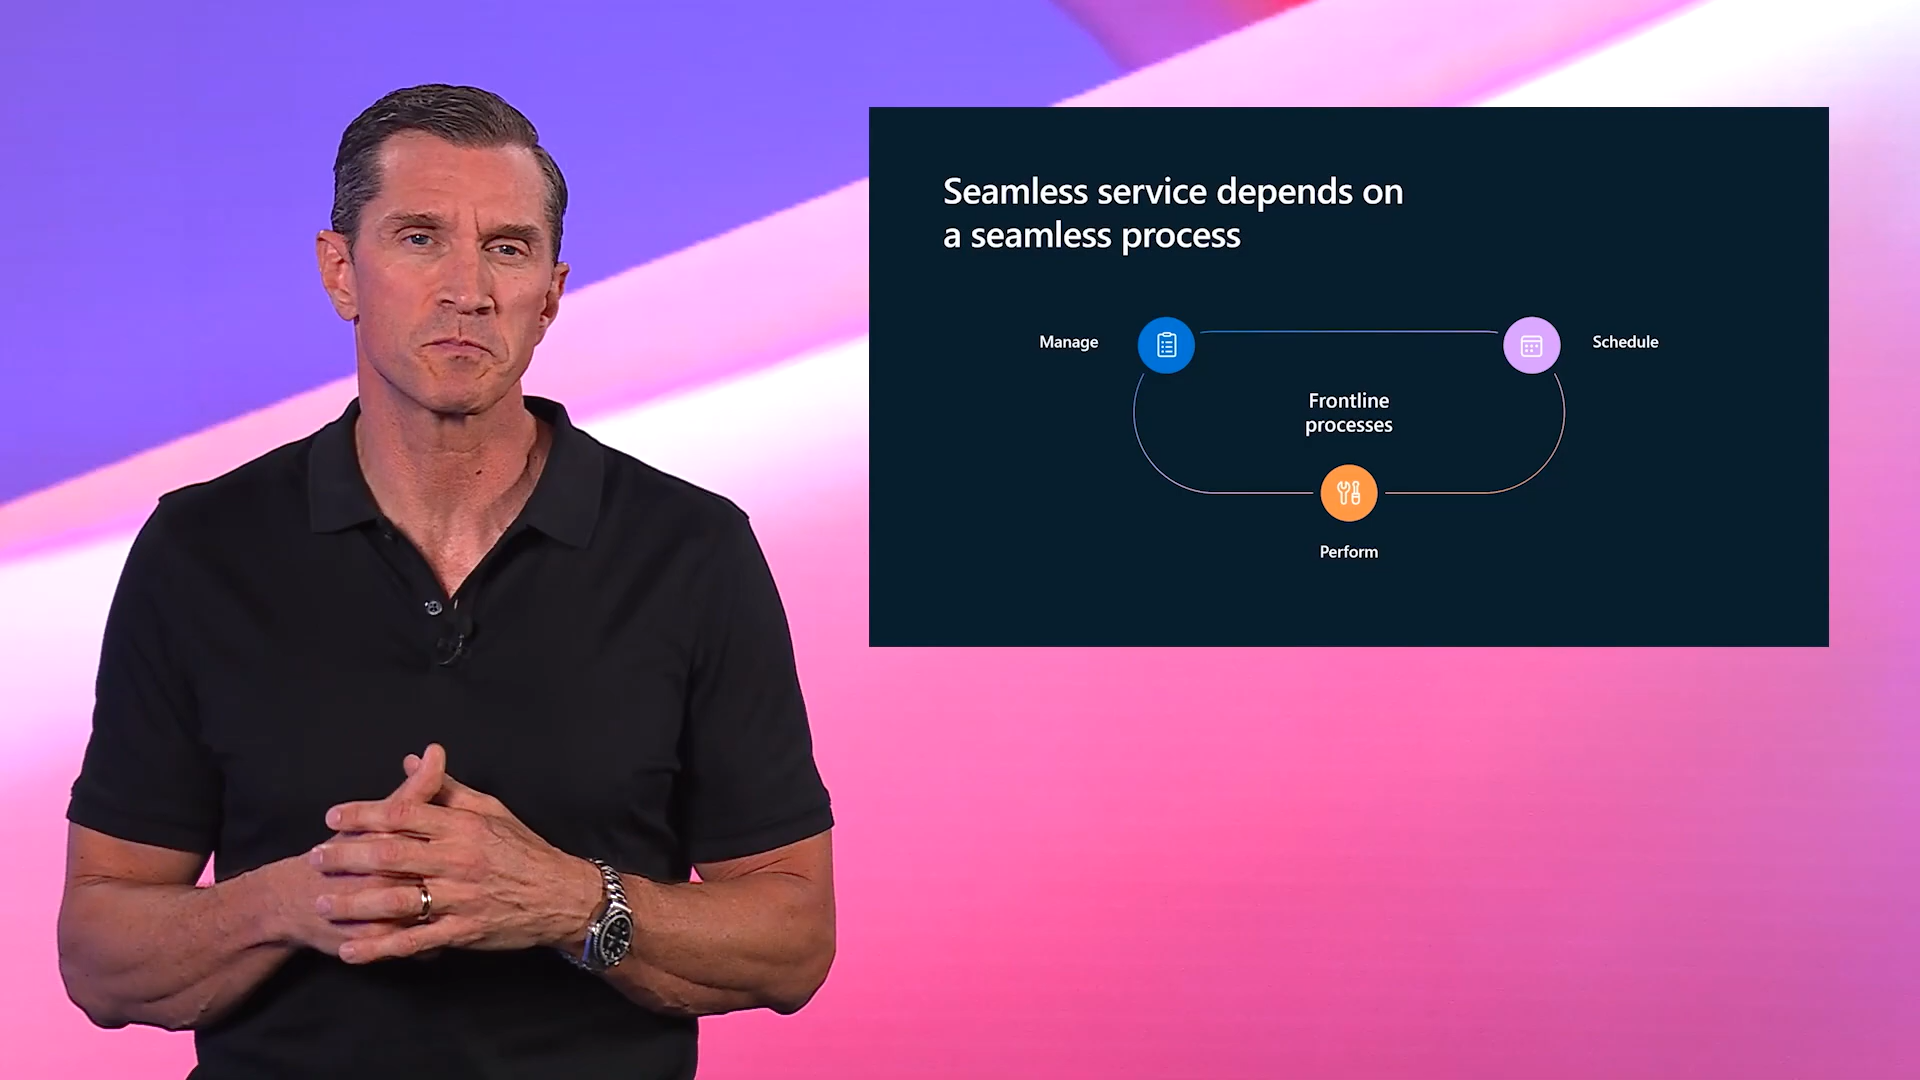 Seamless service depends on
a seamless process
Manage
Schedule
Frontline
processes
Perform